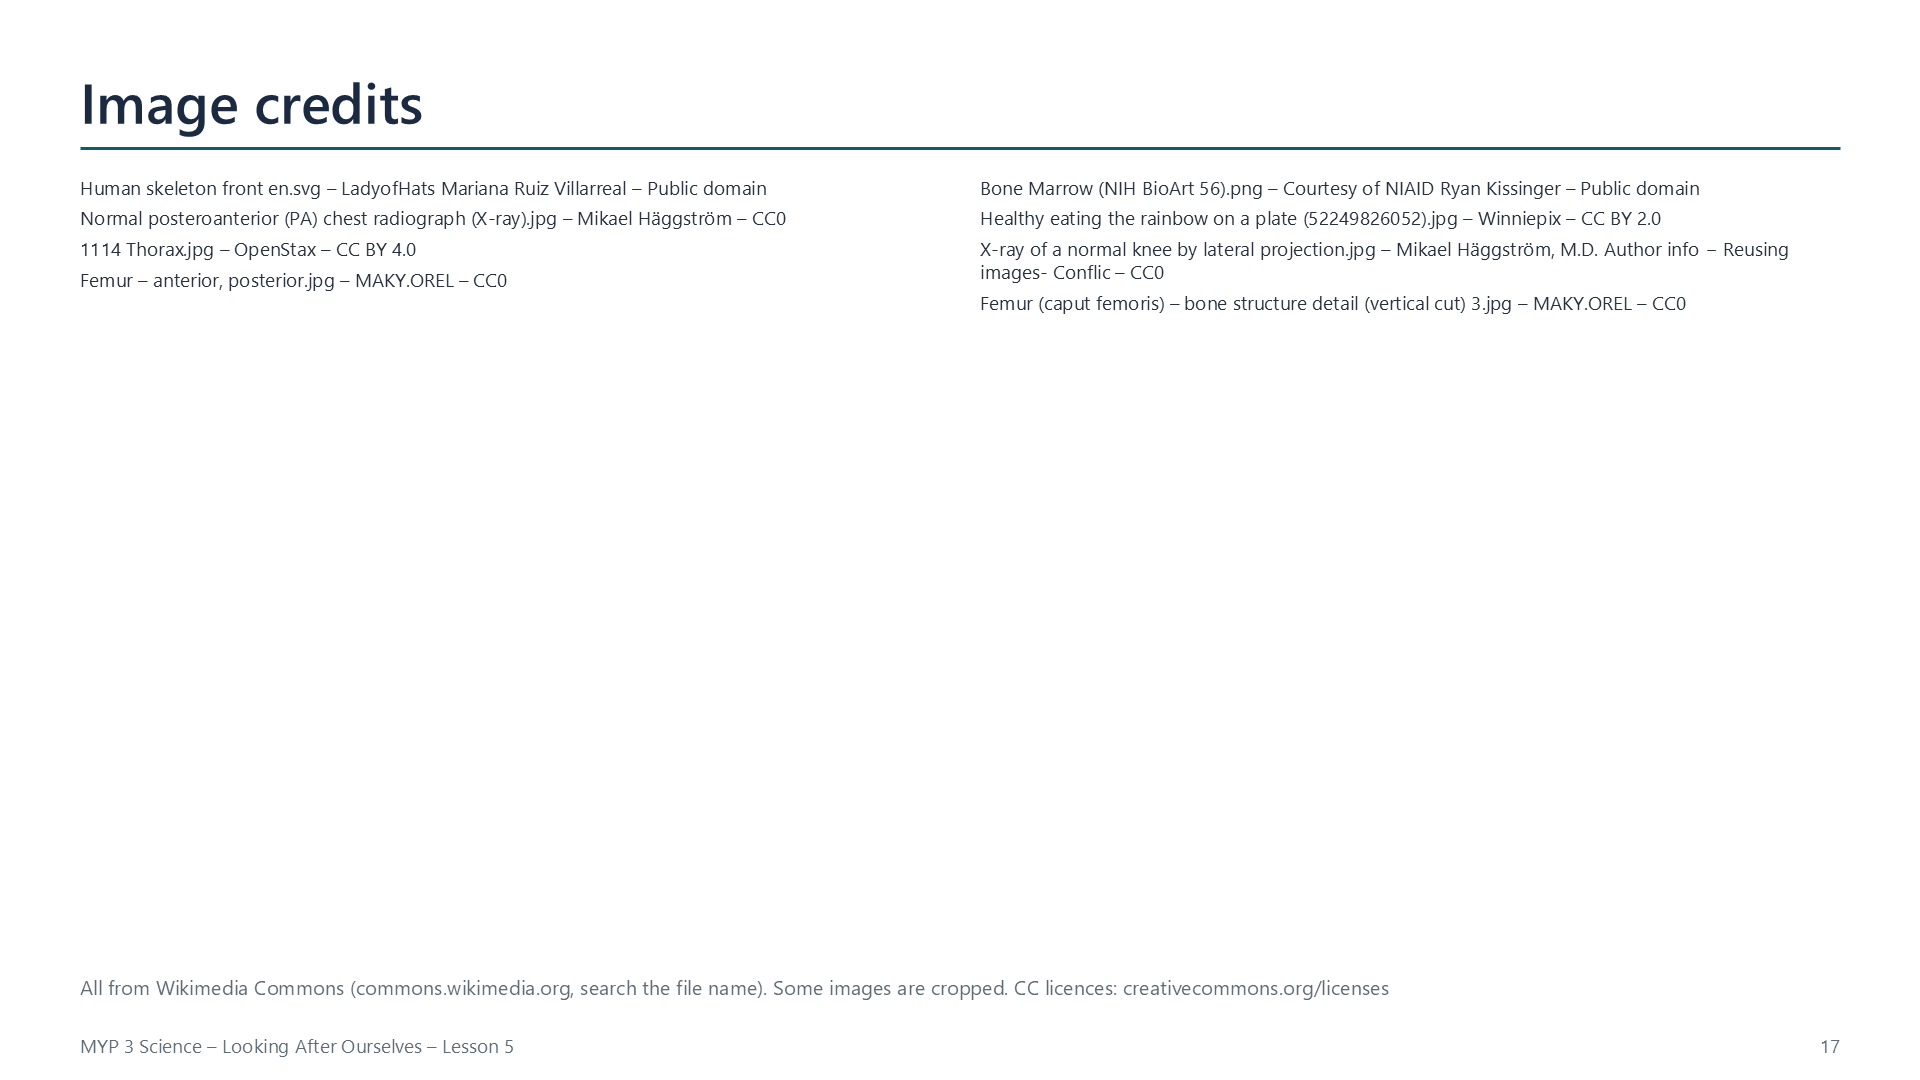 Image credits
Human skeleton front en.svg – LadyofHats Mariana Ruiz Villarreal – Public domain
Normal posteroanterior (PA) chest radiograph (X-ray).jpg – Mikael Häggström – CC0
1114 Thorax.jpg – OpenStax – CC BY 4.0
Femur – anterior, posterior.jpg – MAKY.OREL – CC0
Bone Marrow (NIH BioArt 56).png – Courtesy of NIAID Ryan Kissinger – Public domain
Healthy eating the rainbow on a plate (52249826052).jpg – Winniepix – CC BY 2.0
X-ray of a normal knee by lateral projection.jpg – Mikael Häggström, M.D. Author info – Reusing
images- Conflic – CC0
Femur (caput femoris) – bone structure detail (vertical cut) 3.jpg – MAKY.OREL – CC0
All from Wikimedia Commons (commons.wikimedia.org, search the file name). Some images are cropped. CC licences: creativecommons.org/licenses
MYP 3 Science – Looking After Ourselves – Lesson 5
17